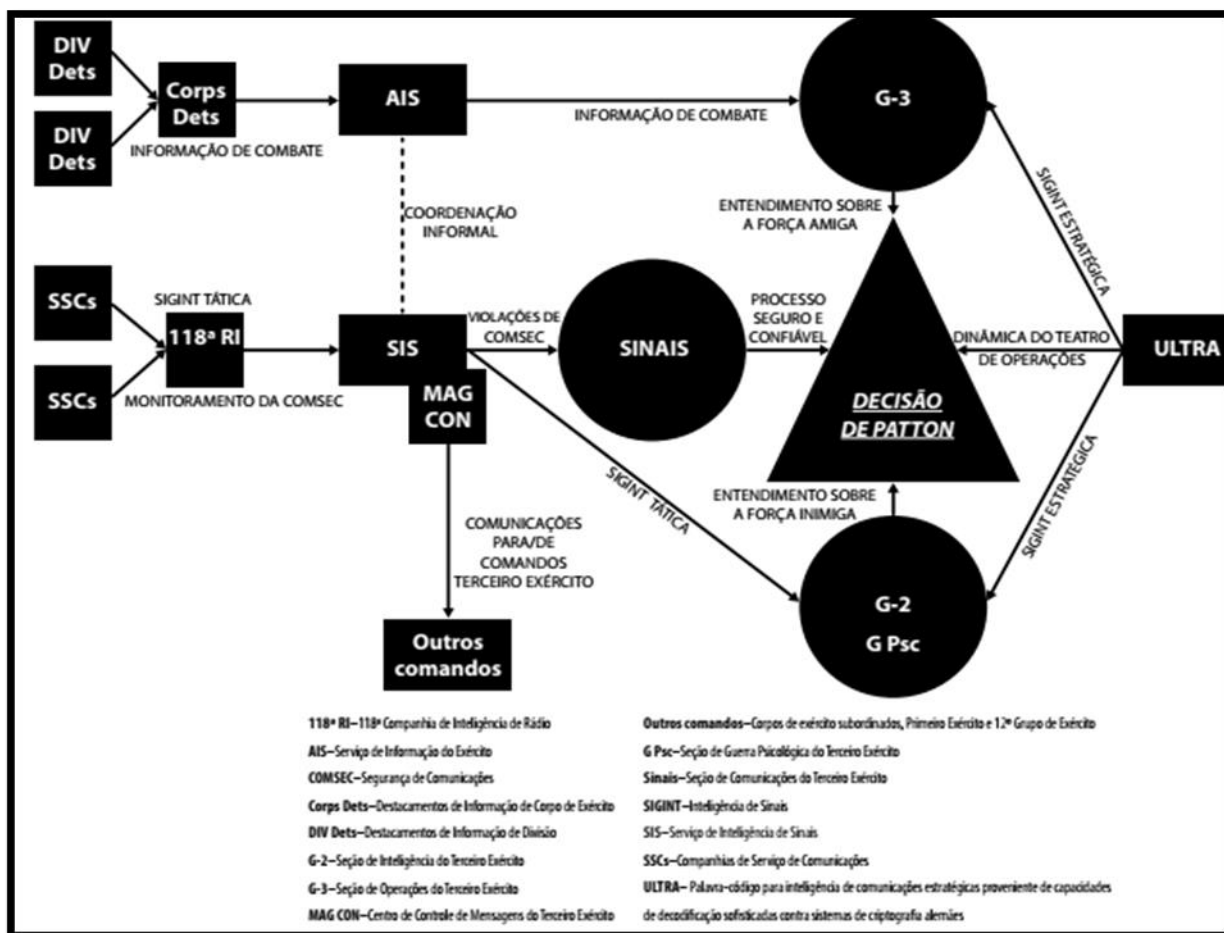 DIV
Dets
DIV
Dets
Corps
Dets
INFORMAÇÃO DE COMBATE
AIS
INFORMAÇÃO DE COMBATE
G-3
COORDENAÇÃO
INFORMAL
ENTENDIMENTO SOBRE
A FORÇA AMIGA
SIGINT ESTRATÉGICA
SSCs
SSCs
SIGINT TÁTICA
118ª RI
MONITORAMENTO DA COMSEC
SIS
MAG
CON
VIOLAÇÕES DE
COMSEC
SINAIS
PROCESSO
SEGURO E
CONFIÁVEL
DECISÃO
DE PATTON
DINÂMICA DO TEATRO
DE OPERAÇÕES
ULTRA
SIGINT TÁTICA
ENTENDIMENTO SOBRE
A FORÇA INIMIGA
SIGINT ESTRATÉGICA
G-2
G Psc
COMUNICAÇÕES
PARA/DE
COMANDOS
TERCEIRO EXÉRCITO
Outros
comandos
118ª RI–118ª Companhia de Inteligência de Rádio
AIS–Serviço de Informação do Exército
COMSEC–Segurança de Comunicações
Corps Dets–Destacamentos de Informação de Corpo de Exército
DIV Dets–Destacamentos de Informação de Divisão
G-2–Seção de Inteligência do Terceiro Exército
G-3–Seção de Operações do Terceiro Exército
MAG CON–Centro de Controle de Mensagens do Terceiro Exército
Outros comandos–Corpos de exército subordinados, Primeiro Exército e 12º Grupo de Exército
G Psc–Seção de Guerra Psicológica do Terceiro Exército
Sinais–Seção de Comunicações do Terceiro Exército
SIGINT–Inteligência de Sinais
SIS–Serviço de Inteligência de Sinais
SSCs–Companhias de Serviço de Comunicações
ULTRA– Palavra-código para inteligência de comunicações estratégicas proveniente de capacidades
de decodificação sofisticadas contra sistemas de criptografia alemães